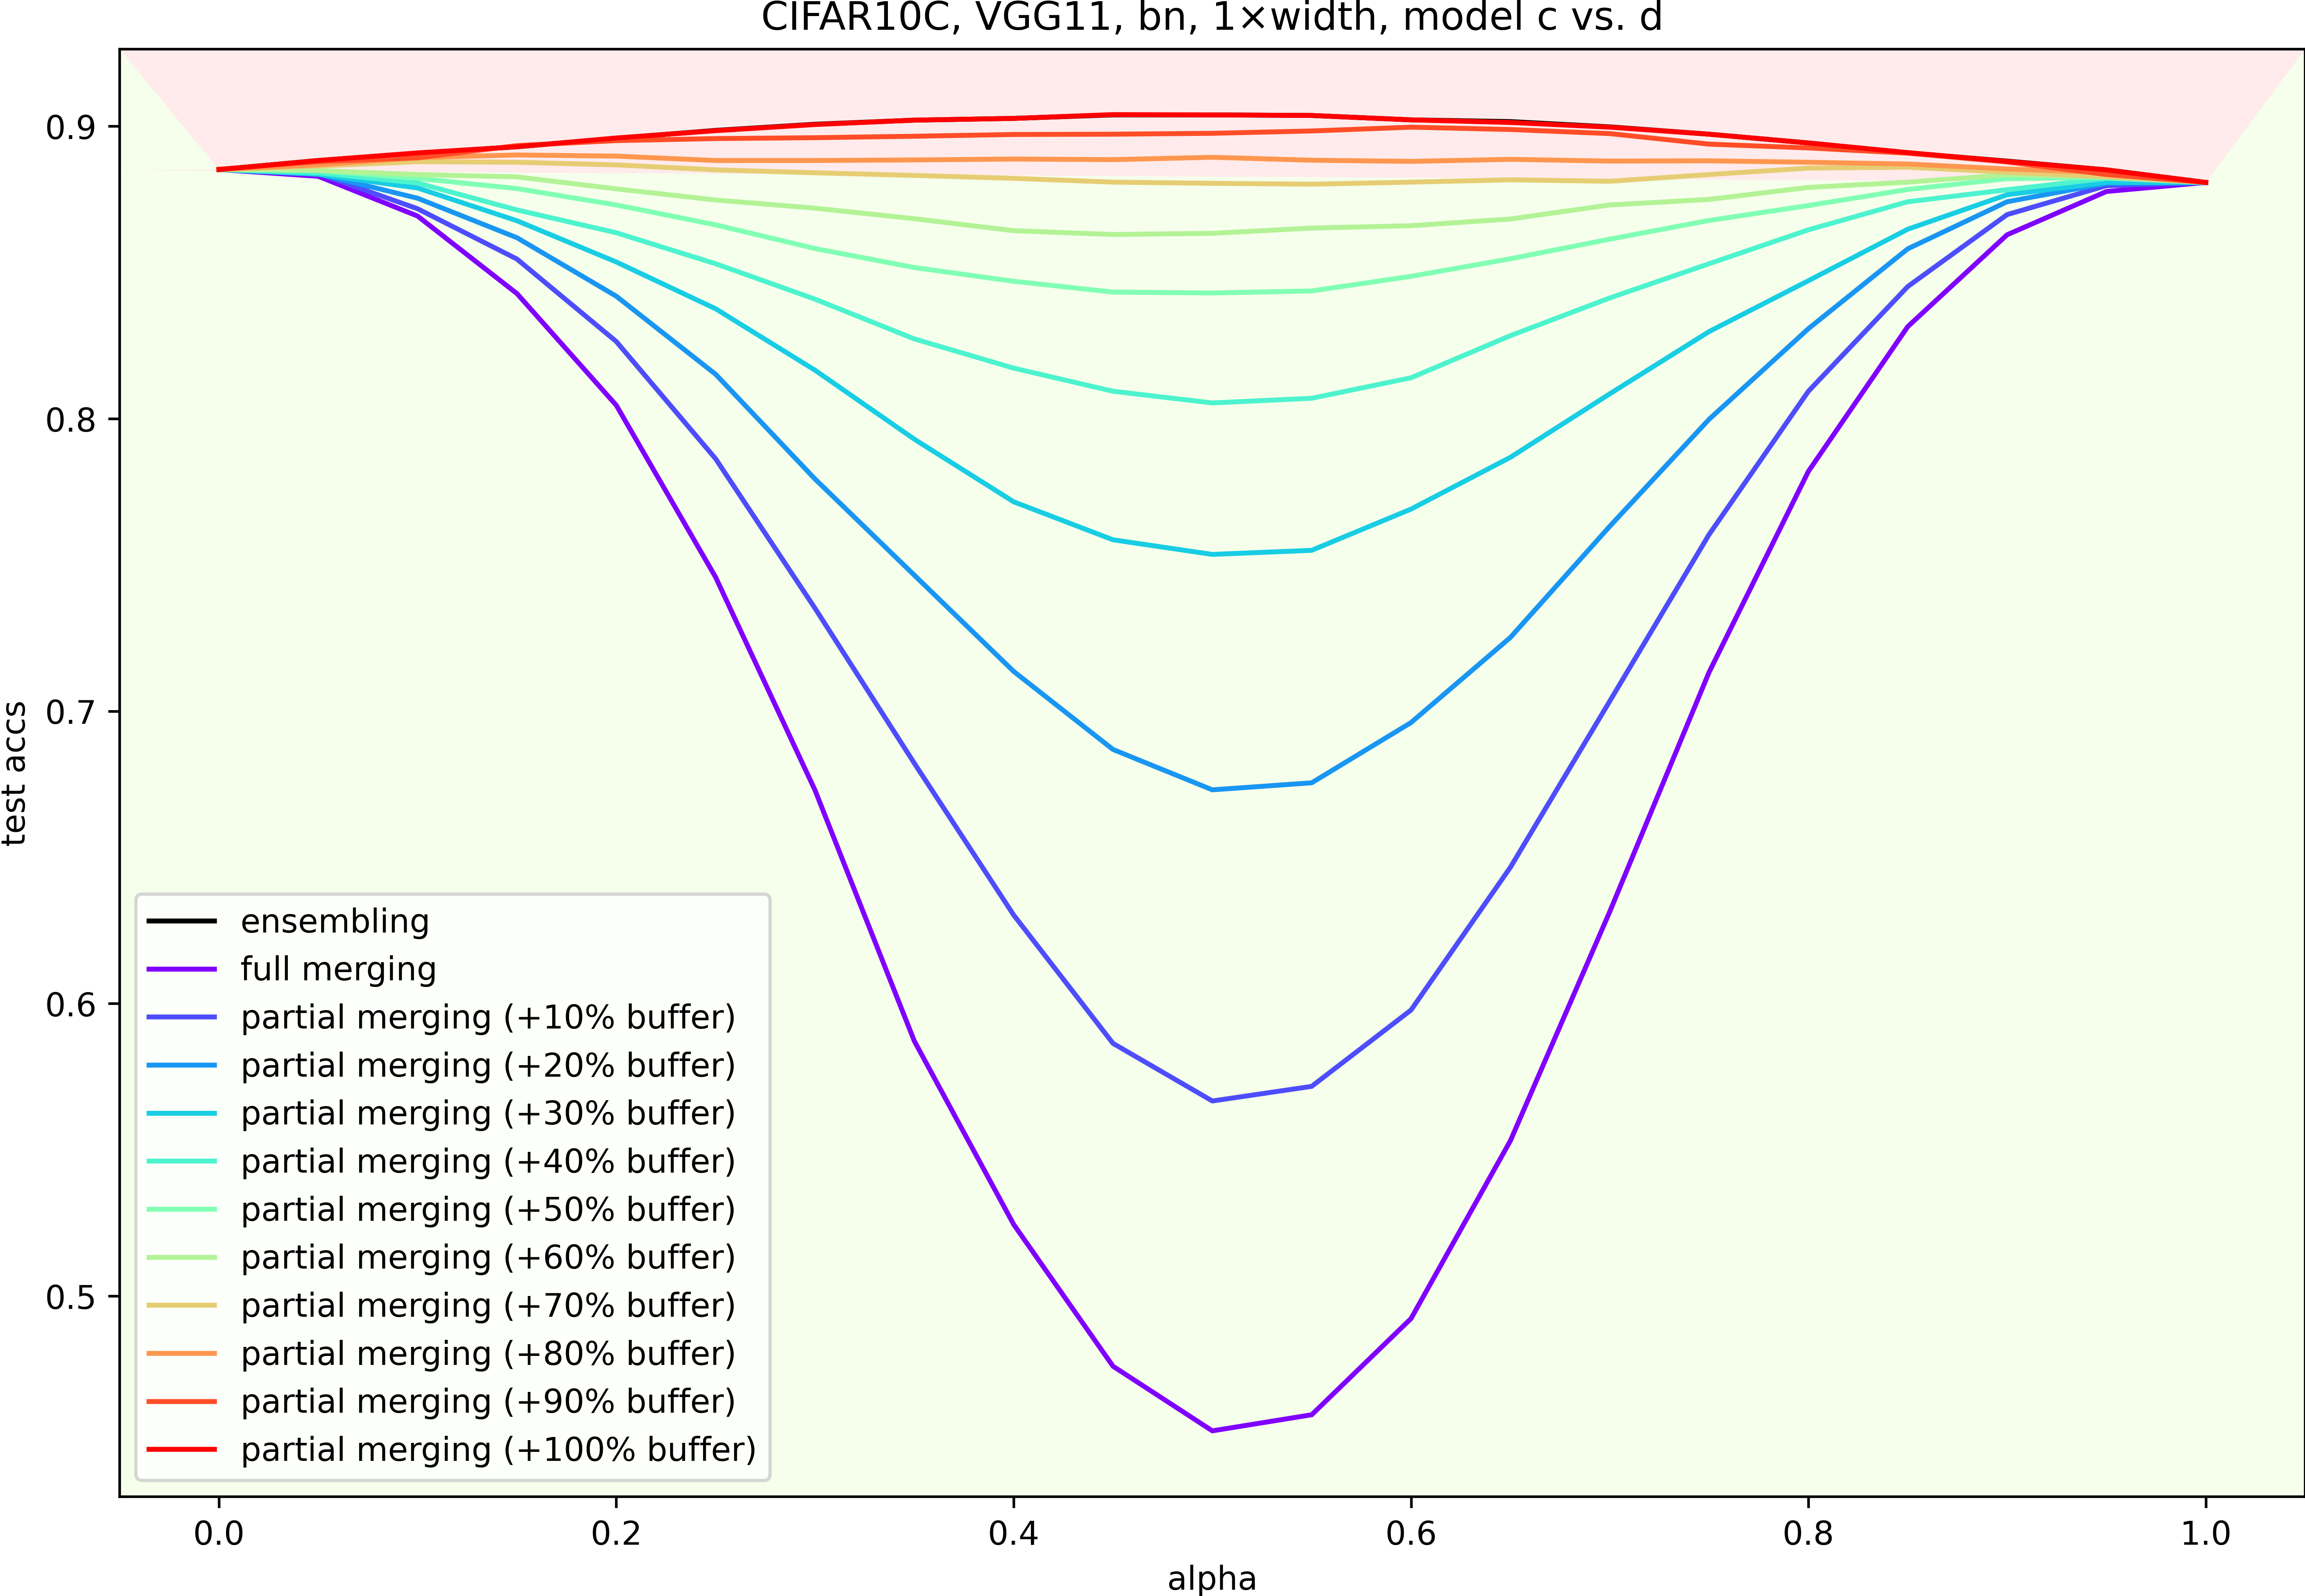 CIFAR10C, VGG11, bn, 1×width, model c vs. d
0.9
0.8
0.7
0.6
0.5
test accs
ensembling
full merging
partial merging (+10% buffer)
partial merging (+20% buffer)
partial merging (+30% buffer)
partial merging (+40% buffer)
partial merging (+50% buffer)
partial merging (+60% buffer)
partial merging (+70% buffer)
partial merging (+80% buffer)
partial merging (+90% buffer)
partial merging (+100% buffer)
0.0 0.2 0.4 0.6 0.8 1.0
alpha